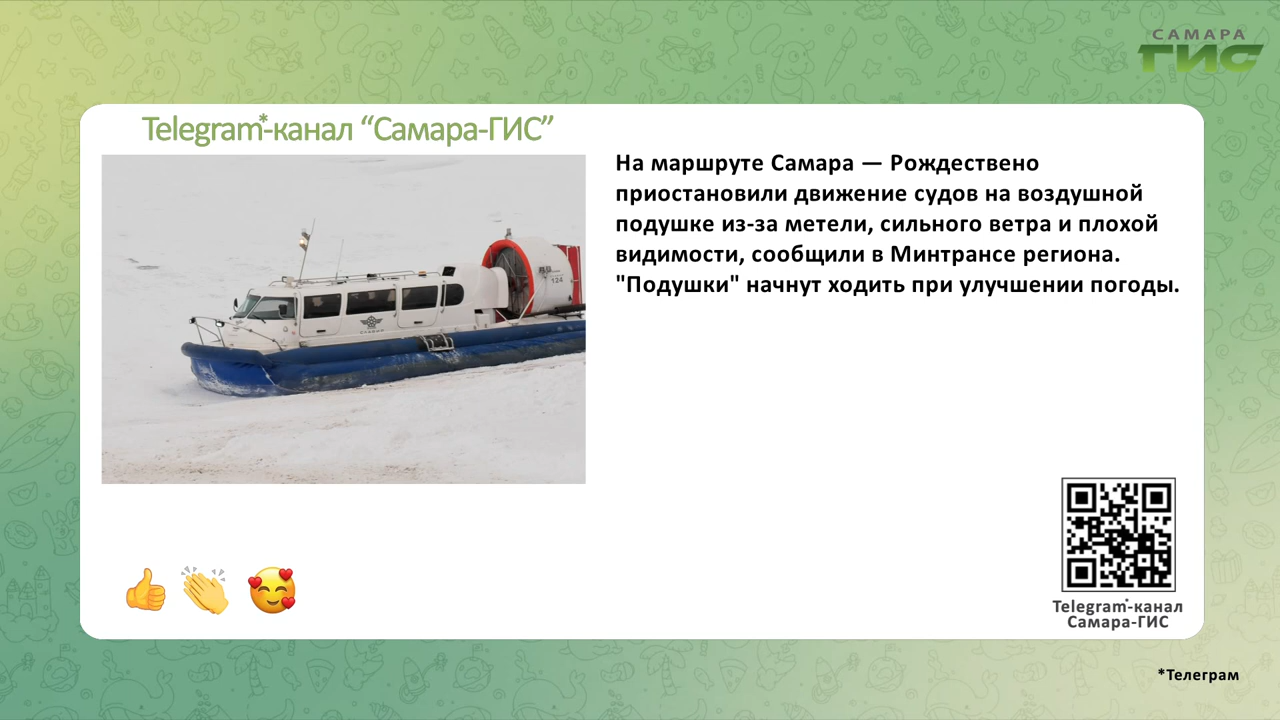 САМАРА
ГИС
Telegram*-канал “Самара-ГИС”
На маршруте Самара — Рождествено
приостановили движение судов на воздушной
подушке из-за метели, сильного ветра и плохой
видимости, сообщили в Минтрансе региона.
"Подушки" начнут ходить при улучшении погоды.
124
Telegram*-канал
Самара-ГИС
*Телеграм